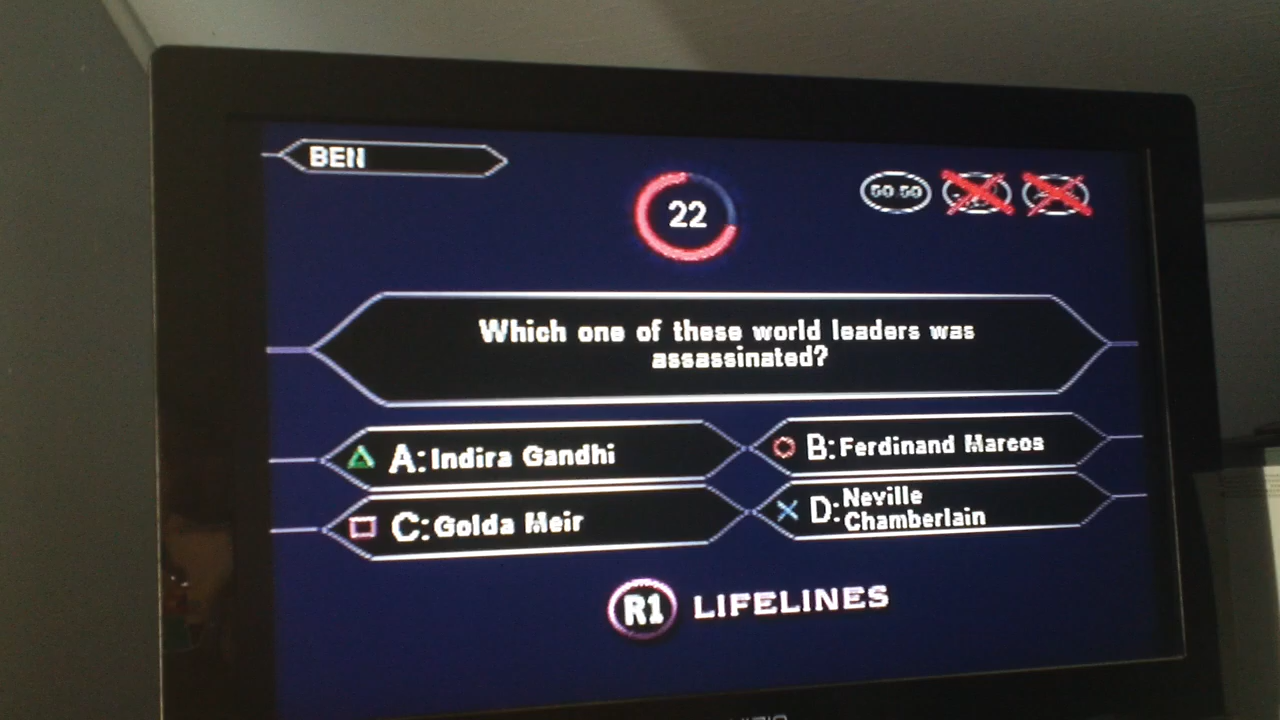 BEN
22
50:50
Which one of these world leaders was
assassinated?
A: Indira Gandhi
B: Ferdinand Marcos
C: Golda Meir
D: Neville
Chamberlain
R1 LIFELINES